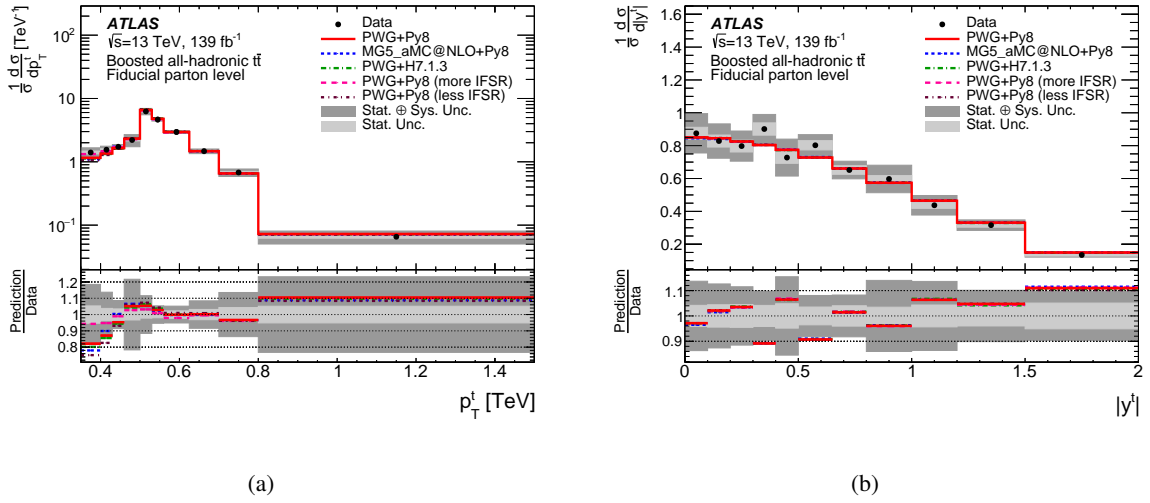 ATLAS
√s=13 TeV, 139 fb⁻¹
Boosted all-hadronic tt̄
Fiducial parton level
Data
PWG+Py8
MG5_aMC@NLO+Py8
PWG+H7.1.3
PWG+Py8 (more IFSR)
PWG+Py8 (less IFSR)
Stat. ⊕ Sys. Unc.
Stat. Unc.
1/σ dσ/dp_T^t [TeV⁻¹]
10²
10
1
10⁻¹
Prediction/Data
1.2
1.1
1
0.9
0.8
0.4 0.6 0.8 1 1.2 1.4
p_T^t [TeV]
(a)
ATLAS
√s=13 TeV, 139 fb⁻¹
Boosted all-hadronic tt̄
Fiducial parton level
Data
PWG+Py8
MG5_aMC@NLO+Py8
PWG+H7.1.3
PWG+Py8 (more IFSR)
PWG+Py8 (less IFSR)
Stat. ⊕ Sys. Unc.
Stat. Unc.
1/σ dσ/d|y^t|
1.6
1.4
1.2
1
0.8
0.6
0.4
0.2
Prediction/Data
1.1
1
0.9
0 0.5 1 1.5 2
|y^t|
(b)